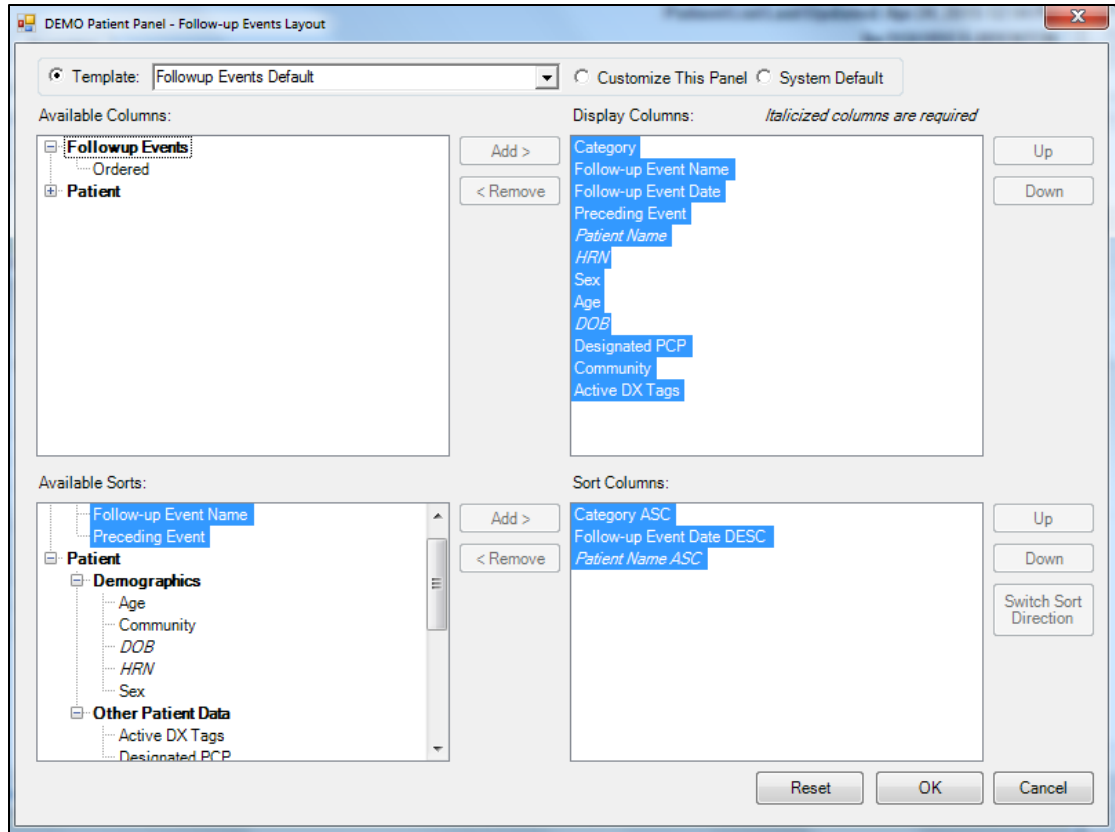 DEMO Patient Panel - Follow-up Events Layout
Template: Followup Events Default Customize This Panel System Default
Available Columns:
Followup Events
Ordered
Patient
Add >
< Remove
Display Columns: Italicized columns are required
Category
Follow-up Event Name
Follow-up Event Date
Preceding Event
Patient Name
HRN
Sex
Age
DOB
Designated PCP
Community
Active DX Tags
Up
Down
Available Sorts:
Follow-up Event Name
Preceding Event
Patient
Demographics
Age
Community
DOB
HRN
Sex
Other Patient Data
Active DX Tags
Designated PCP
Add >
< Remove
Sort Columns:
Category ASC
Follow-up Event Date DESC
Patient Name ASC
Up
Down
Switch Sort
Direction
Reset OK Cancel